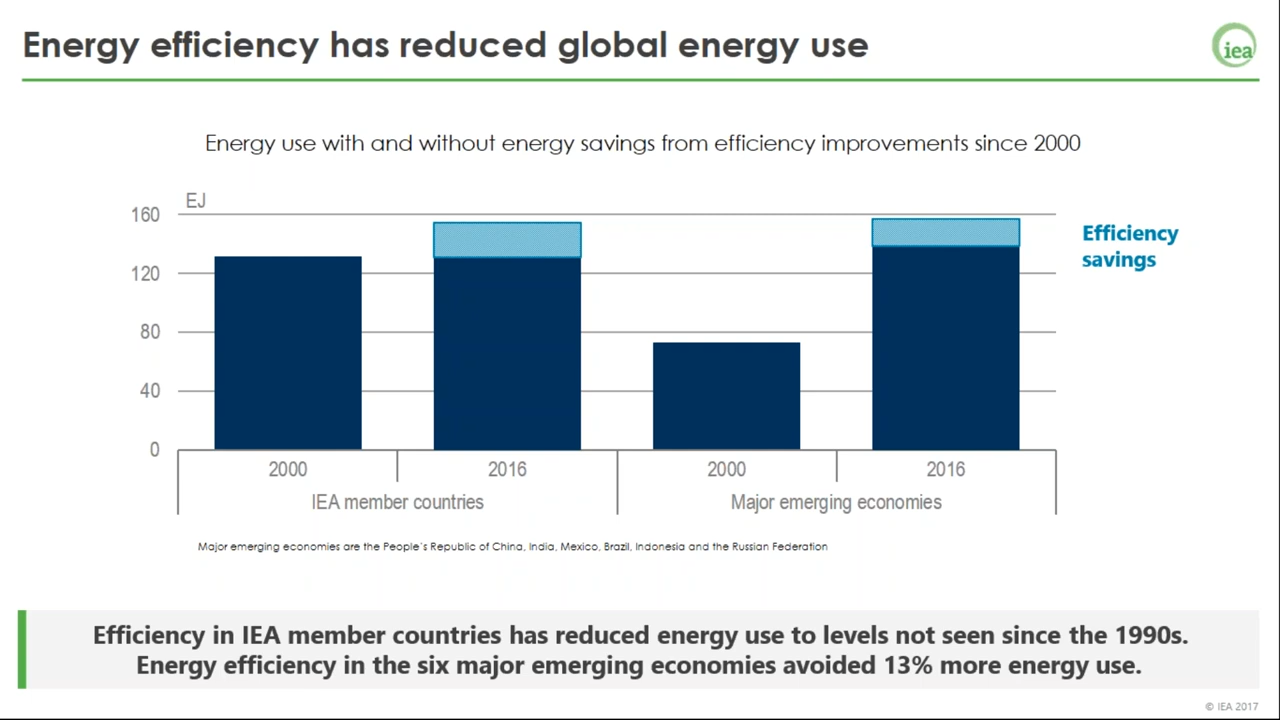 Energy efficiency has reduced global energy use
iea
Energy use with and without energy savings from efficiency improvements since 2000
EJ
160
120
80
40
0
Efficiency
savings
2000
2016
2000
2016
IEA member countries
Major emerging economies
Major emerging economies are the People's Republic of China, India, Mexico, Brazil, Indonesia and the Russian Federation
Efficiency in IEA member countries has reduced energy use to levels not seen since the 1990s.
Energy efficiency in the six major emerging economies avoided 13% more energy use.
© IEA 2017